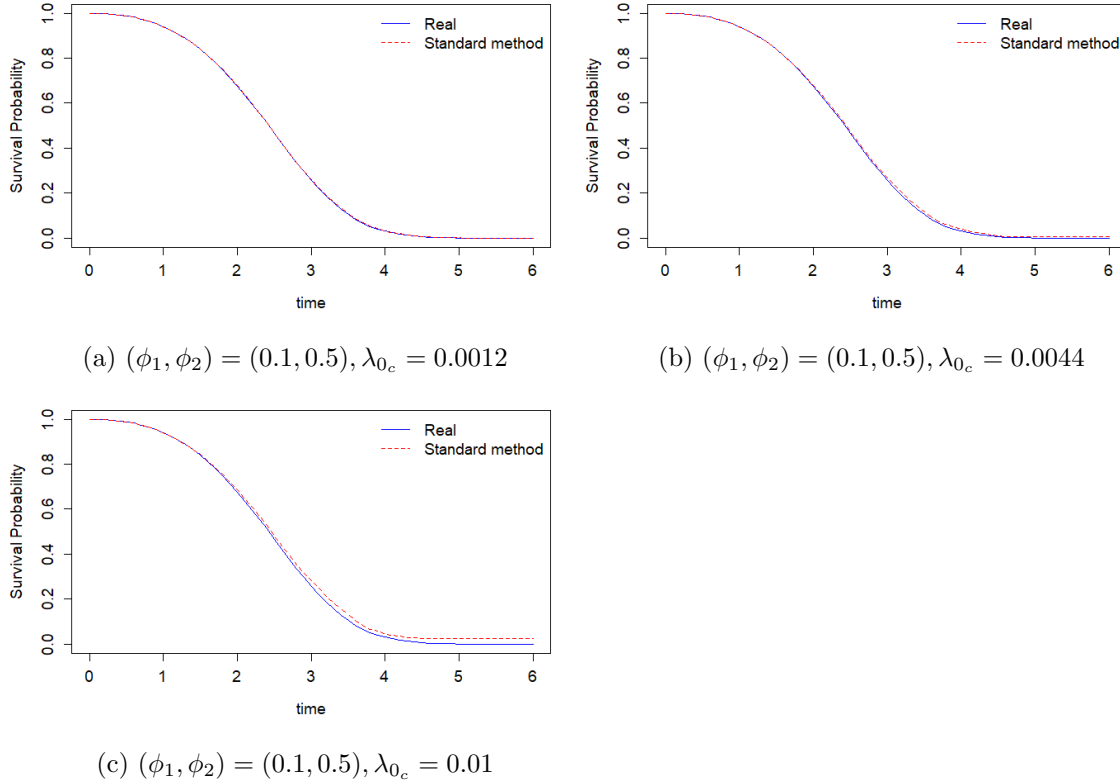 Survival Probability
1.0
0.8
0.6
0.4
0.2
0.0
Real
Standard method
0 1 2 3 4 5 6
time
(a) (ϕ₁, ϕ₂) = (0.1, 0.5), λ₀꜀ = 0.0012
Survival Probability
1.0
0.8
0.6
0.4
0.2
0.0
Real
Standard method
0 1 2 3 4 5 6
time
(b) (ϕ₁, ϕ₂) = (0.1, 0.5), λ₀꜀ = 0.0044
Survival Probability
1.0
0.8
0.6
0.4
0.2
0.0
Real
Standard method
0 1 2 3 4 5 6
time
(c) (ϕ₁, ϕ₂) = (0.1, 0.5), λ₀꜀ = 0.01